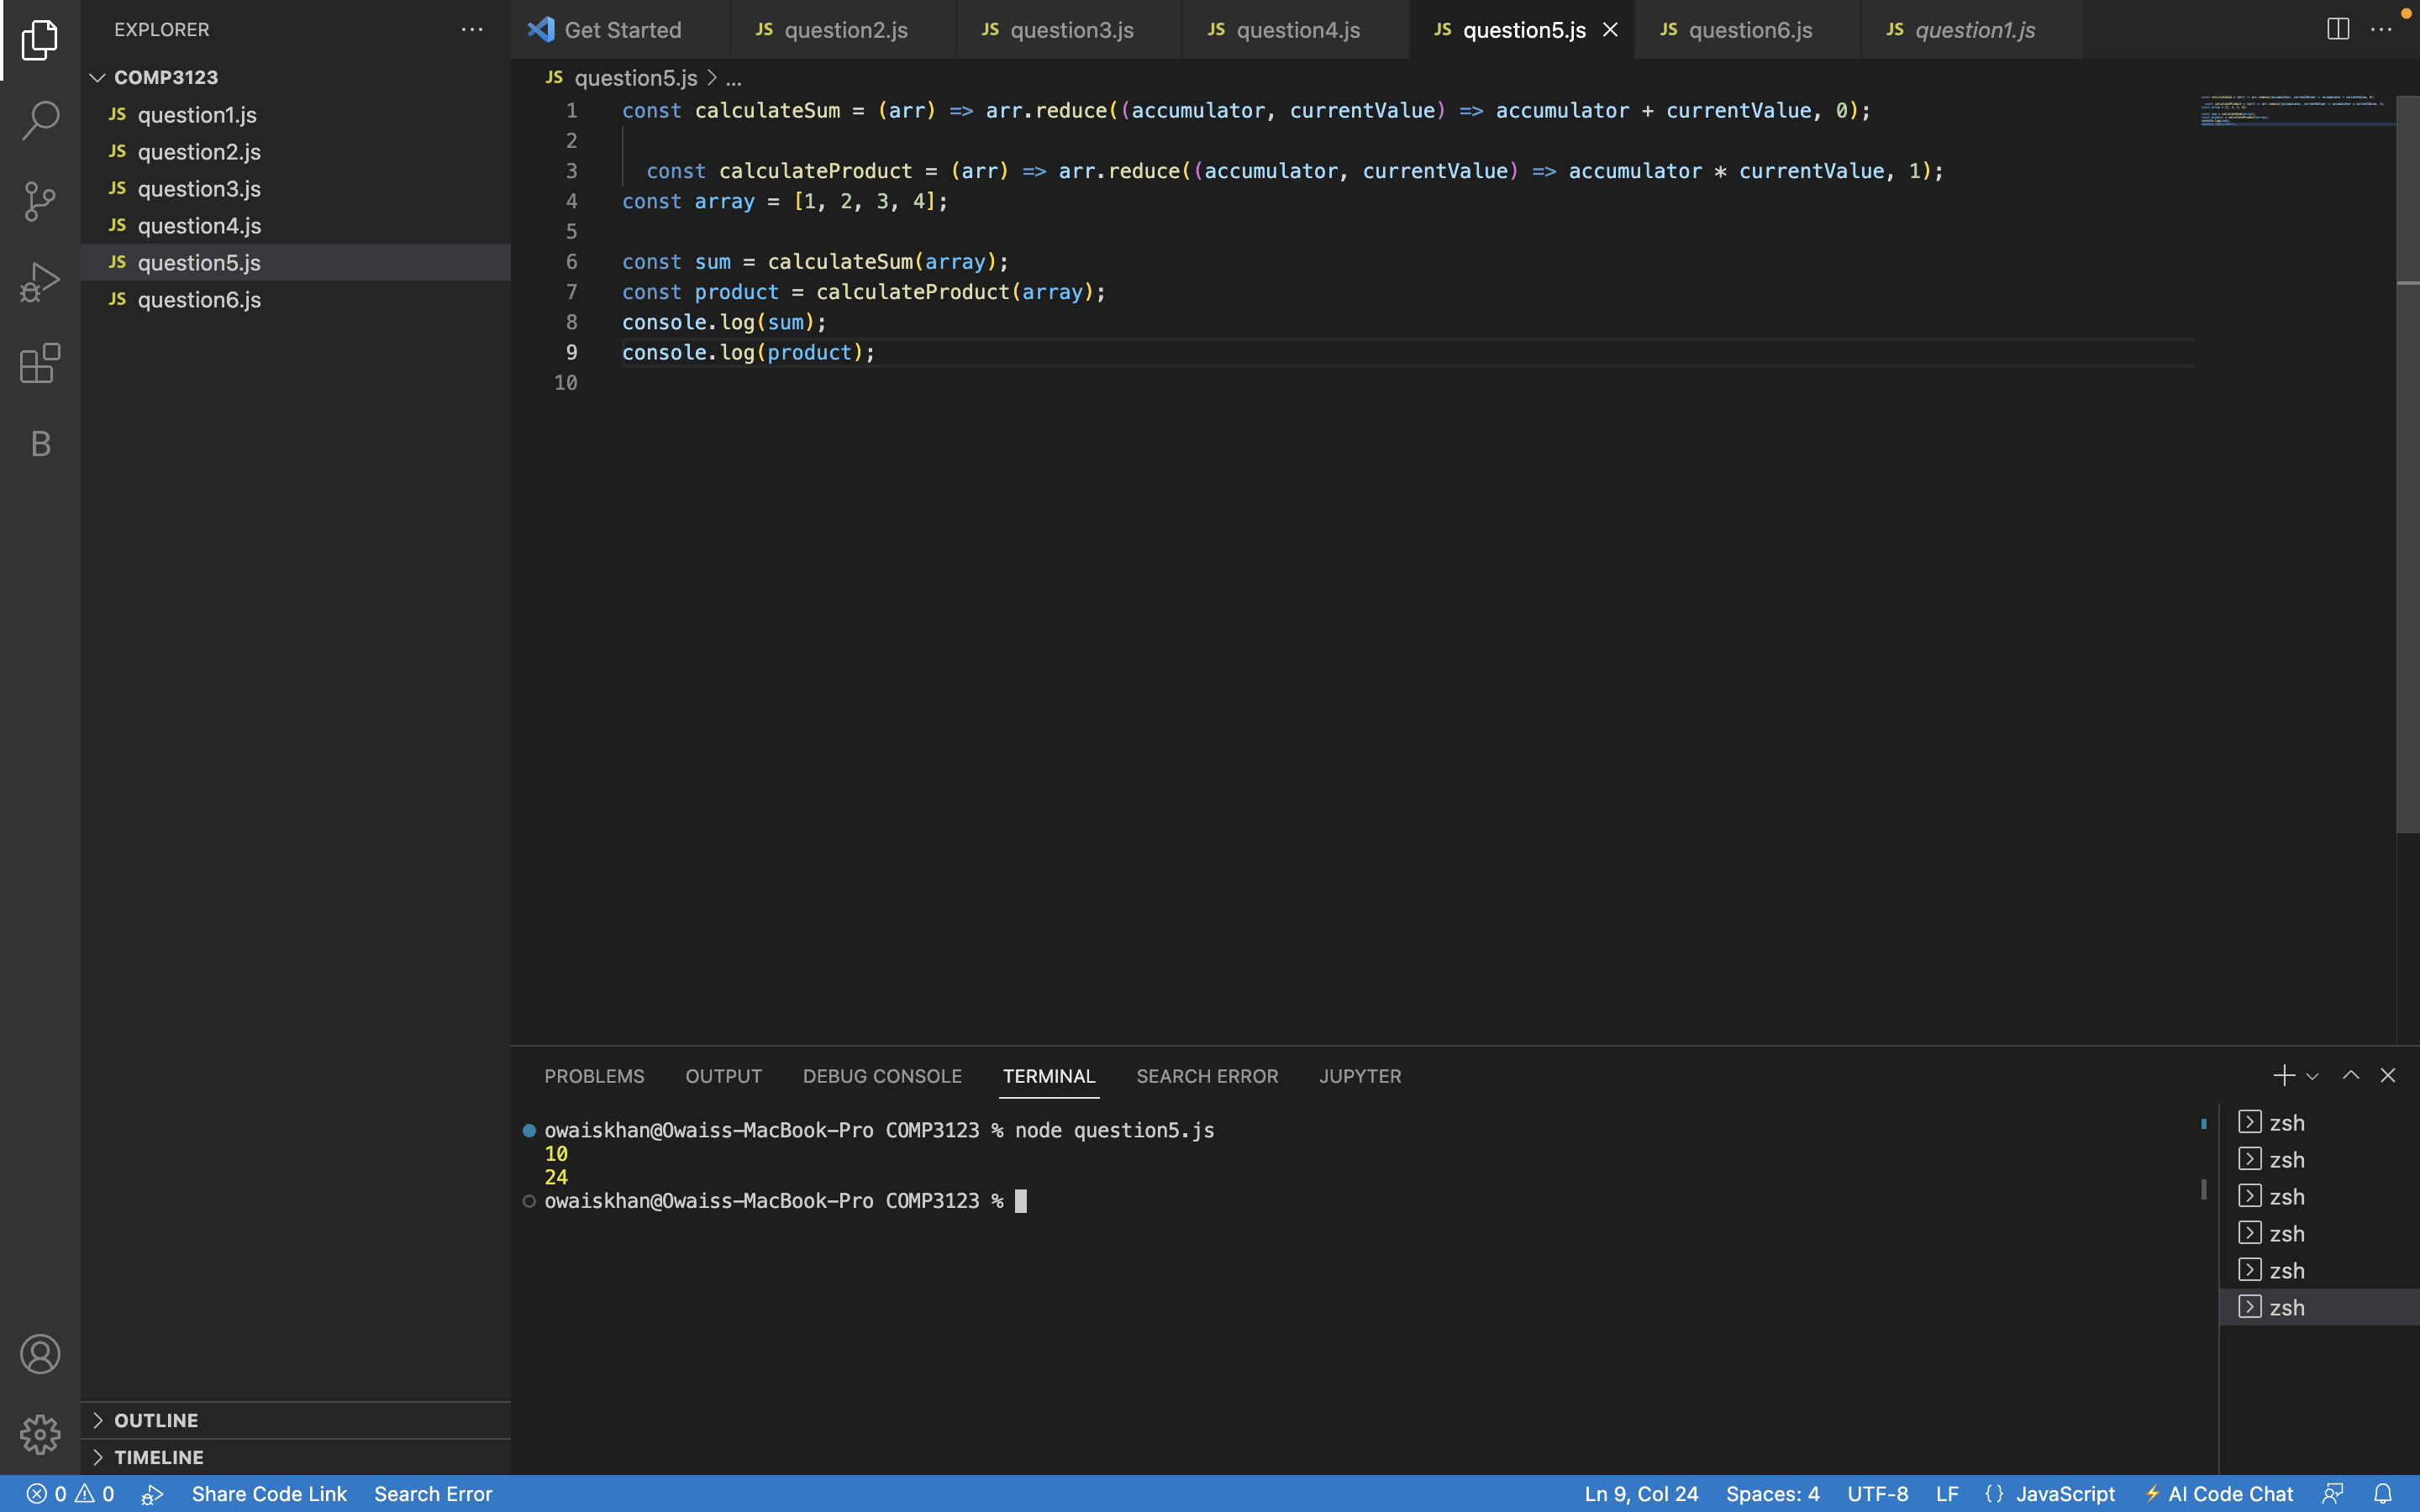 EXPLORER
COMP3123
JS question1.js
JS question2.js
JS question3.js
JS question4.js
JS question5.js
JS question6.js
B
OUTLINE
TIMELINE
Get Started
JS question2.js
JS question3.js
JS question4.js
JS question5.js
JS question6.js
JS question1.js
JS question5.js > ...
1 const calculateSum = (arr) => arr.reduce((accumulator, currentValue) => accumulator + currentValue, 0);
2
3 const calculateProduct = (arr) => arr.reduce((accumulator, currentValue) => accumulator * currentValue, 1);
4 const array = [1, 2, 3, 4];
5
6 const sum = calculateSum(array);
7 const product = calculateProduct(array);
8 console.log(sum);
9 console.log(product);
10
PROBLEMS OUTPUT DEBUG CONSOLE TERMINAL SEARCH ERROR JUPYTER
owaiskhan@Owaiss-MacBook-Pro COMP3123 % node question5.js
10
24
owaiskhan@Owaiss-MacBook-Pro COMP3123 %
zsh
zsh
zsh
zsh
zsh
zsh
0 0 Share Code Link Search Error Ln 9, Col 24 Spaces: 4 UTF-8 LF {} JavaScript ⚡ AI Code Chat